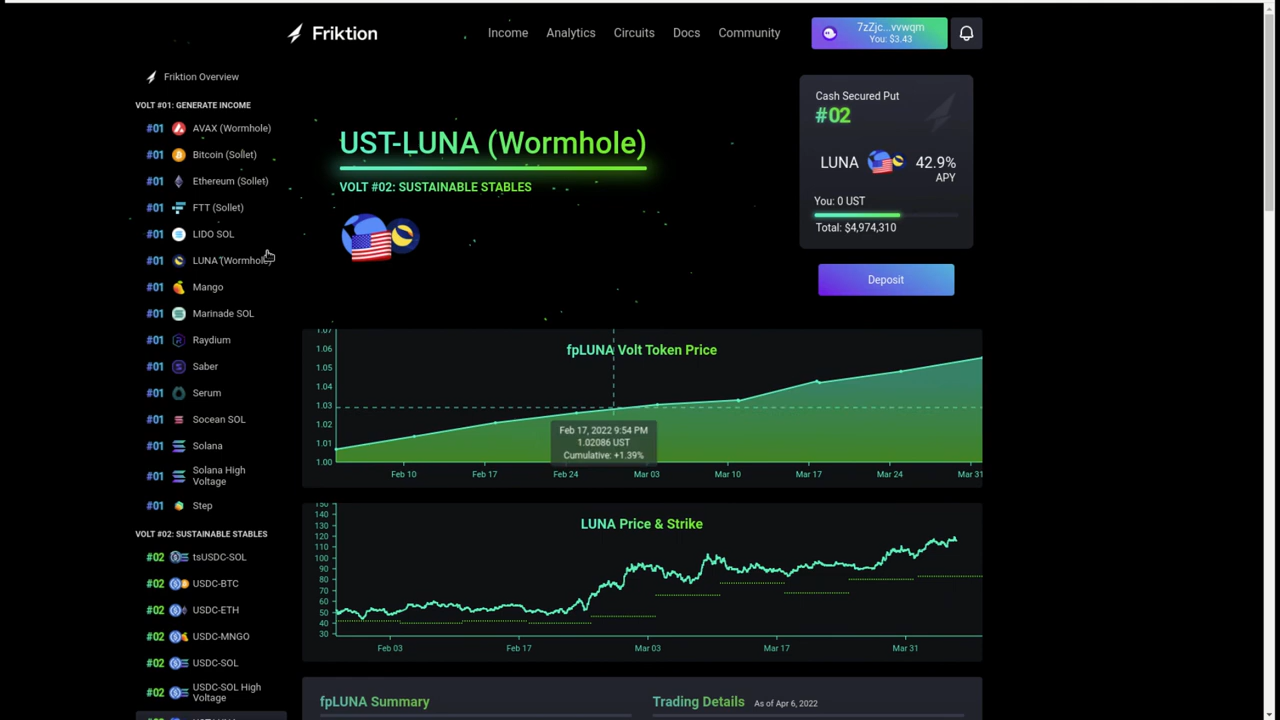 Friktion
Income
Analytics
Circuits
Docs
Community
7zZjc...vvwqm
You: $3.43
Friktion Overview
VOLT #01: GENERATE INCOME
#01 AVAX (Wormhole)
#01 Bitcoin (Sollet)
#01 Ethereum (Sollet)
#01 FTT (Sollet)
#01 LIDO SOL
#01 LUNA (Wormhole)
#01 Mango
#01 Marinade SOL
#01 Raydium
#01 Saber
#01 Serum
#01 Socean SOL
#01 Solana
#01 Solana High
Voltage
#01 Step
VOLT #02: SUSTAINABLE STABLES
#02 tsUSDC-SOL
#02 USDC-BTC
#02 USDC-ETH
#02 USDC-MNGO
#02 USDC-SOL
#02 USDC-SOL High
Voltage
UST-LUNA (Wormhole)
VOLT #02: SUSTAINABLE STABLES
Cash Secured Put
#02
LUNA 42.9%
APY
You: 0 UST
Total: $4,974,310
Deposit
fpLUNA Volt Token Price
1.07
1.06
1.05
1.04
1.03
1.02
1.01
1.00
Feb 17, 2022 9:54 PM
1.02086 UST
Cumulative: +1.39%
Feb 10
Feb 17
Feb 24
Mar 03
Mar 10
Mar 17
Mar 24
Mar 31
LUNA Price & Strike
150
140
130
120
110
100
90
80
70
60
50
40
30
Feb 03
Feb 17
Mar 03
Mar 17
Mar 31
fpLUNA Summary
Trading Details As of Apr 6, 2022